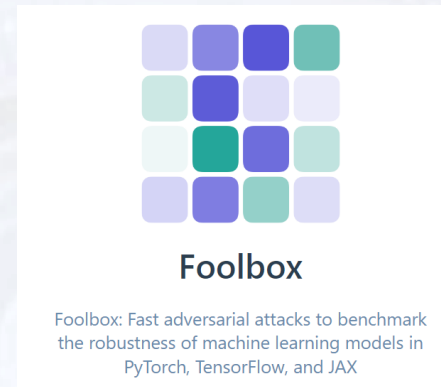 Foolbox
Foolbox: Fast adversarial attacks to benchmark
the robustness of machine learning models in
PyTorch, TensorFlow, and JAX